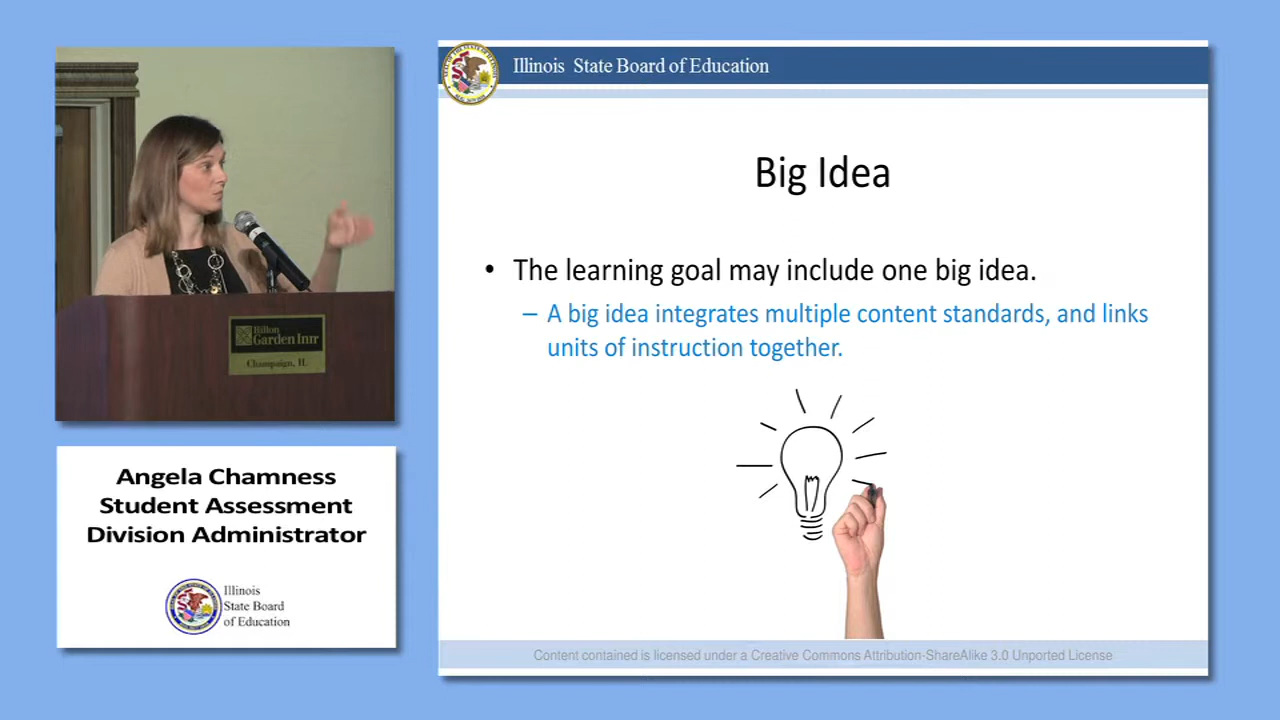 Illinois State Board of Education
Big Idea
• The learning goal may include one big idea.
– A big idea integrates multiple content standards, and links
units of instruction together.
Hilton
Garden Inn
Champaign, IL
Angela Chamness
Student Assessment
Division Administrator
Illinois
State Board
of Education
Content contained is licensed under a Creative Commons Attribution-ShareAlike 3.0 Unported License